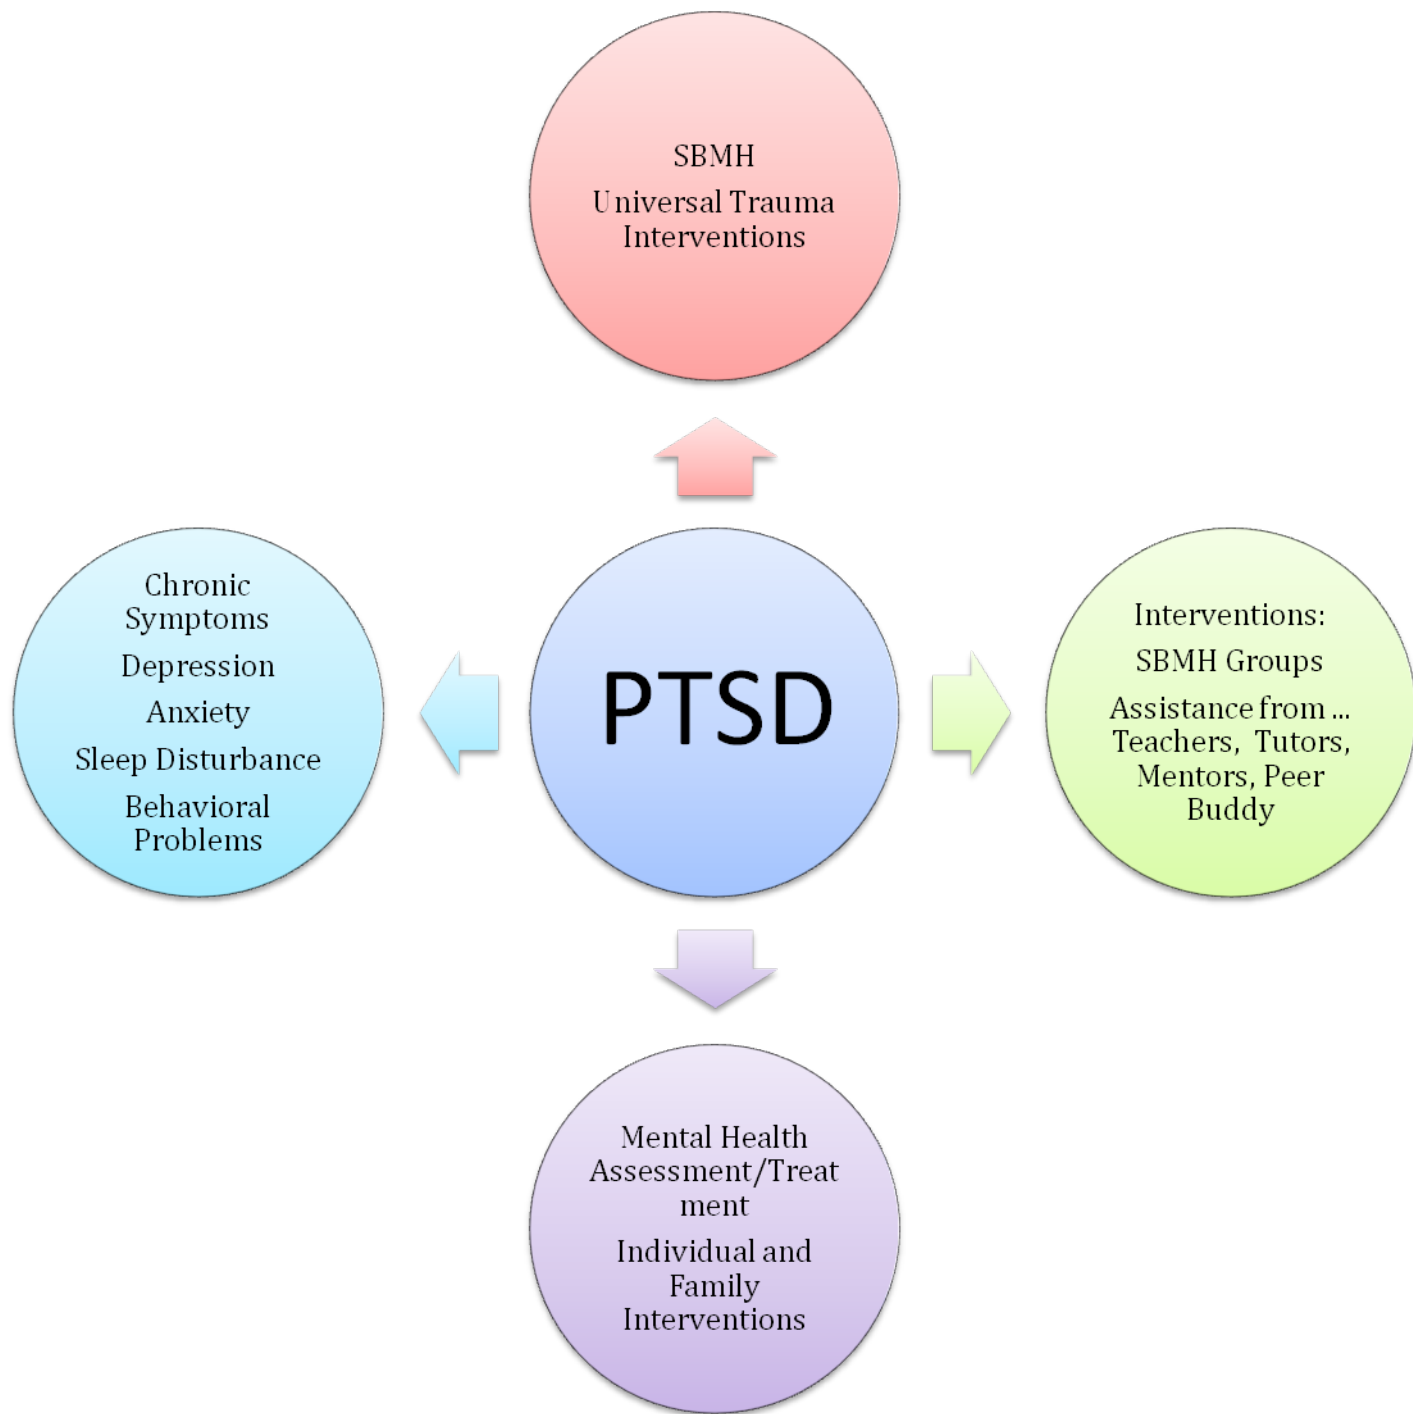 SBMH
Universal Trauma
Interventions
Chronic
Symptoms
Depression
Anxiety
Sleep Disturbance
Behavioral
Problems
PTSD
Interventions:
SBMH Groups
Assistance from ...
Teachers, Tutors,
Mentors, Peer
Buddy
Mental Health
Assessment/Treat
ment
Individual and
Family
Interventions